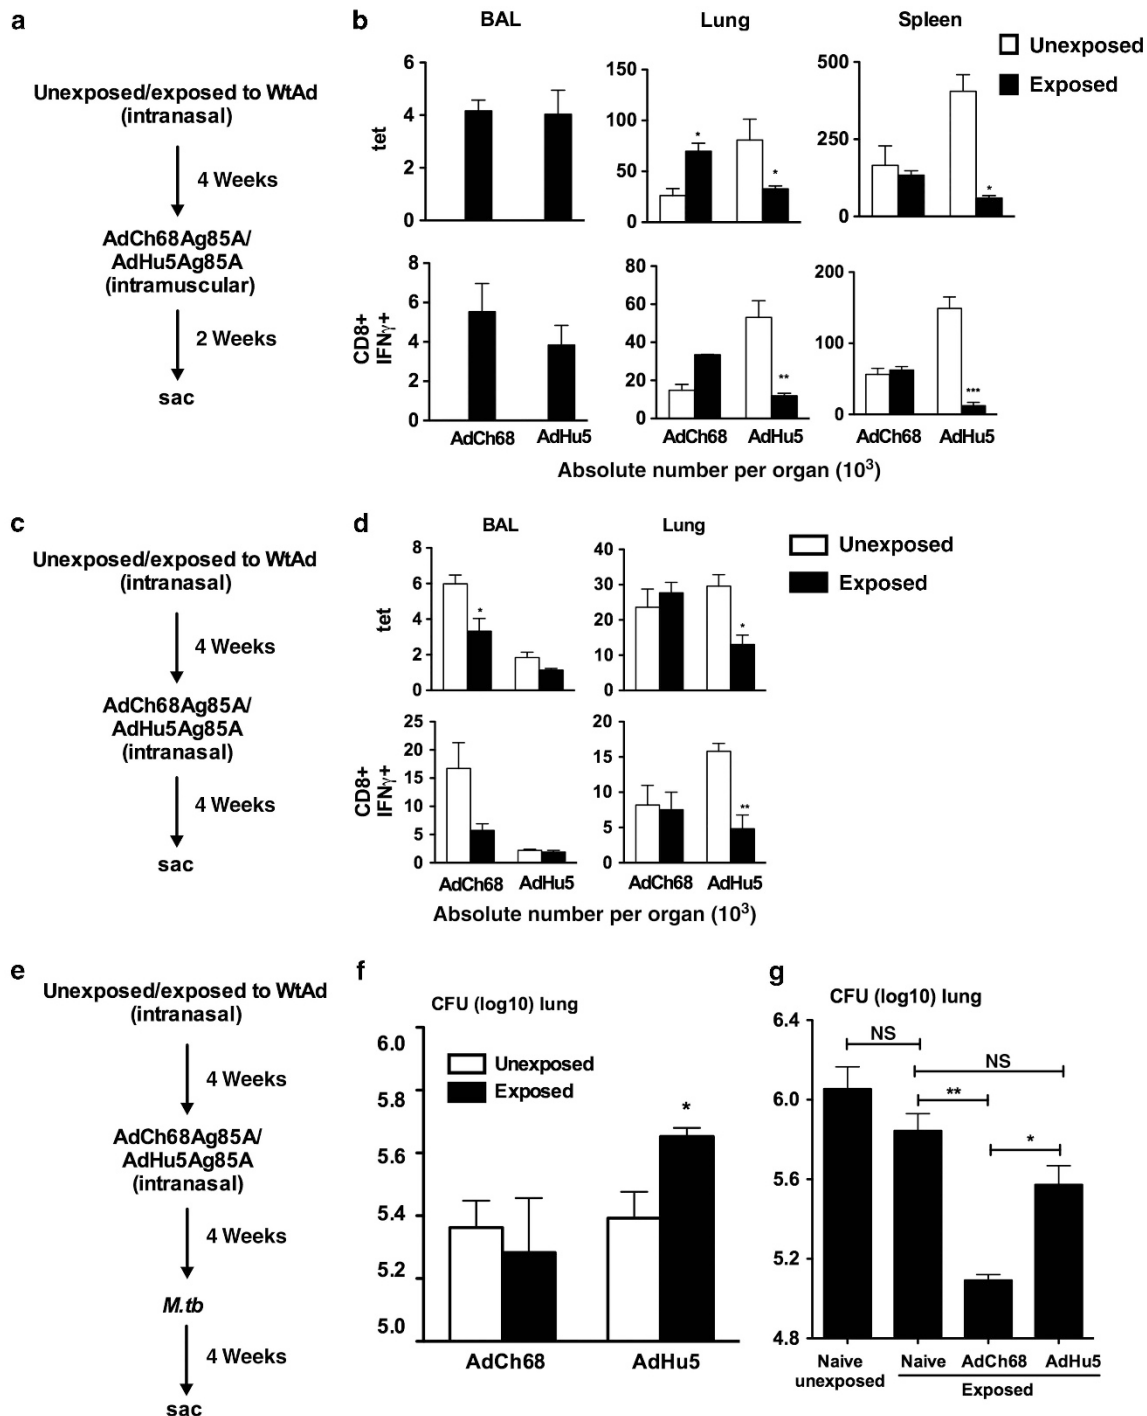 a
Unexposed/exposed to WtAd
(intranasal)
4 Weeks
AdCh68Ag85A/
AdHu5Ag85A
(intramuscular)
2 Weeks
sac
b
BAL
Lung
Spleen
Unexposed
Exposed
tet
6
4
2
0
150
100
50
0
*
*
500
250
0
*
CD8+
IFNγ+
8
6
4
2
0
AdCh68
AdHu5
80
60
40
20
0
**
AdCh68
AdHu5
200
100
0
***
AdCh68
AdHu5
Absolute number per organ (10³)
c
Unexposed/exposed to WtAd
(intranasal)
4 Weeks
AdCh68Ag85A/
AdHu5Ag85A
(intranasal)
4 Weeks
sac
d
BAL
Lung
Unexposed
Exposed
tet
8
6
4
2
0
*
40
30
20
10
0
*
CD8+
IFNγ+
25
20
15
10
5
0
AdCh68
AdHu5
20
15
10
5
0
**
AdCh68
AdHu5
Absolute number per organ (10³)
e
Unexposed/exposed to WtAd
(intranasal)
4 Weeks
AdCh68Ag85A/
AdHu5Ag85A
(intranasal)
4 Weeks
M.tb
4 Weeks
sac
f
CFU (log10) lung
6.0
5.8
5.6
5.4
5.2
5.0
Unexposed
Exposed
*
AdCh68
AdHu5
g
CFU (log10) lung
6.4
6.0
5.6
5.2
4.8
NS
NS
**
*
Naive
unexposed
Naive
AdCh68
AdHu5
Exposed